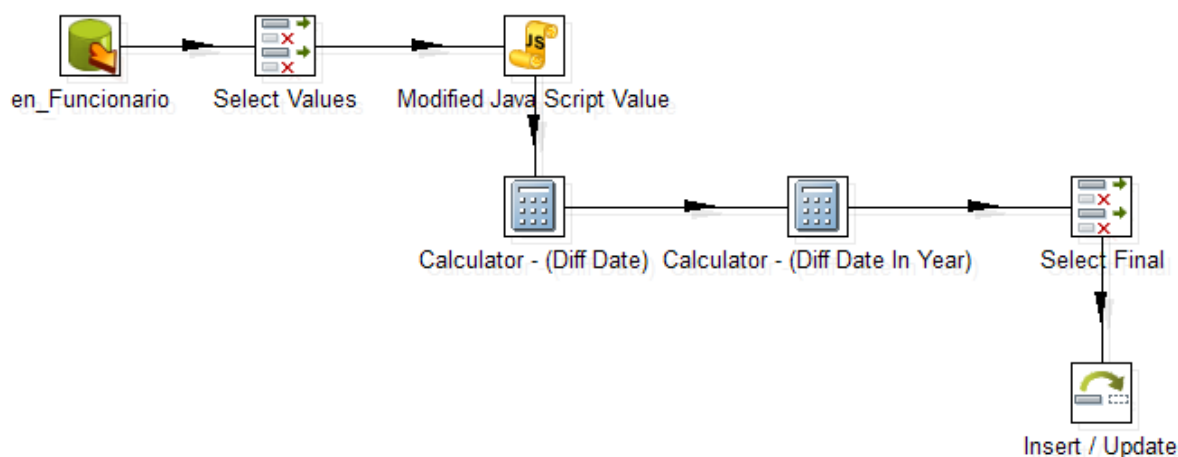 JS
en_Funcionario
Select Values
Modified Java Script Value
Calculator - (Diff Date)
Calculator - (Diff Date In Year)
Select Final
Insert / Update